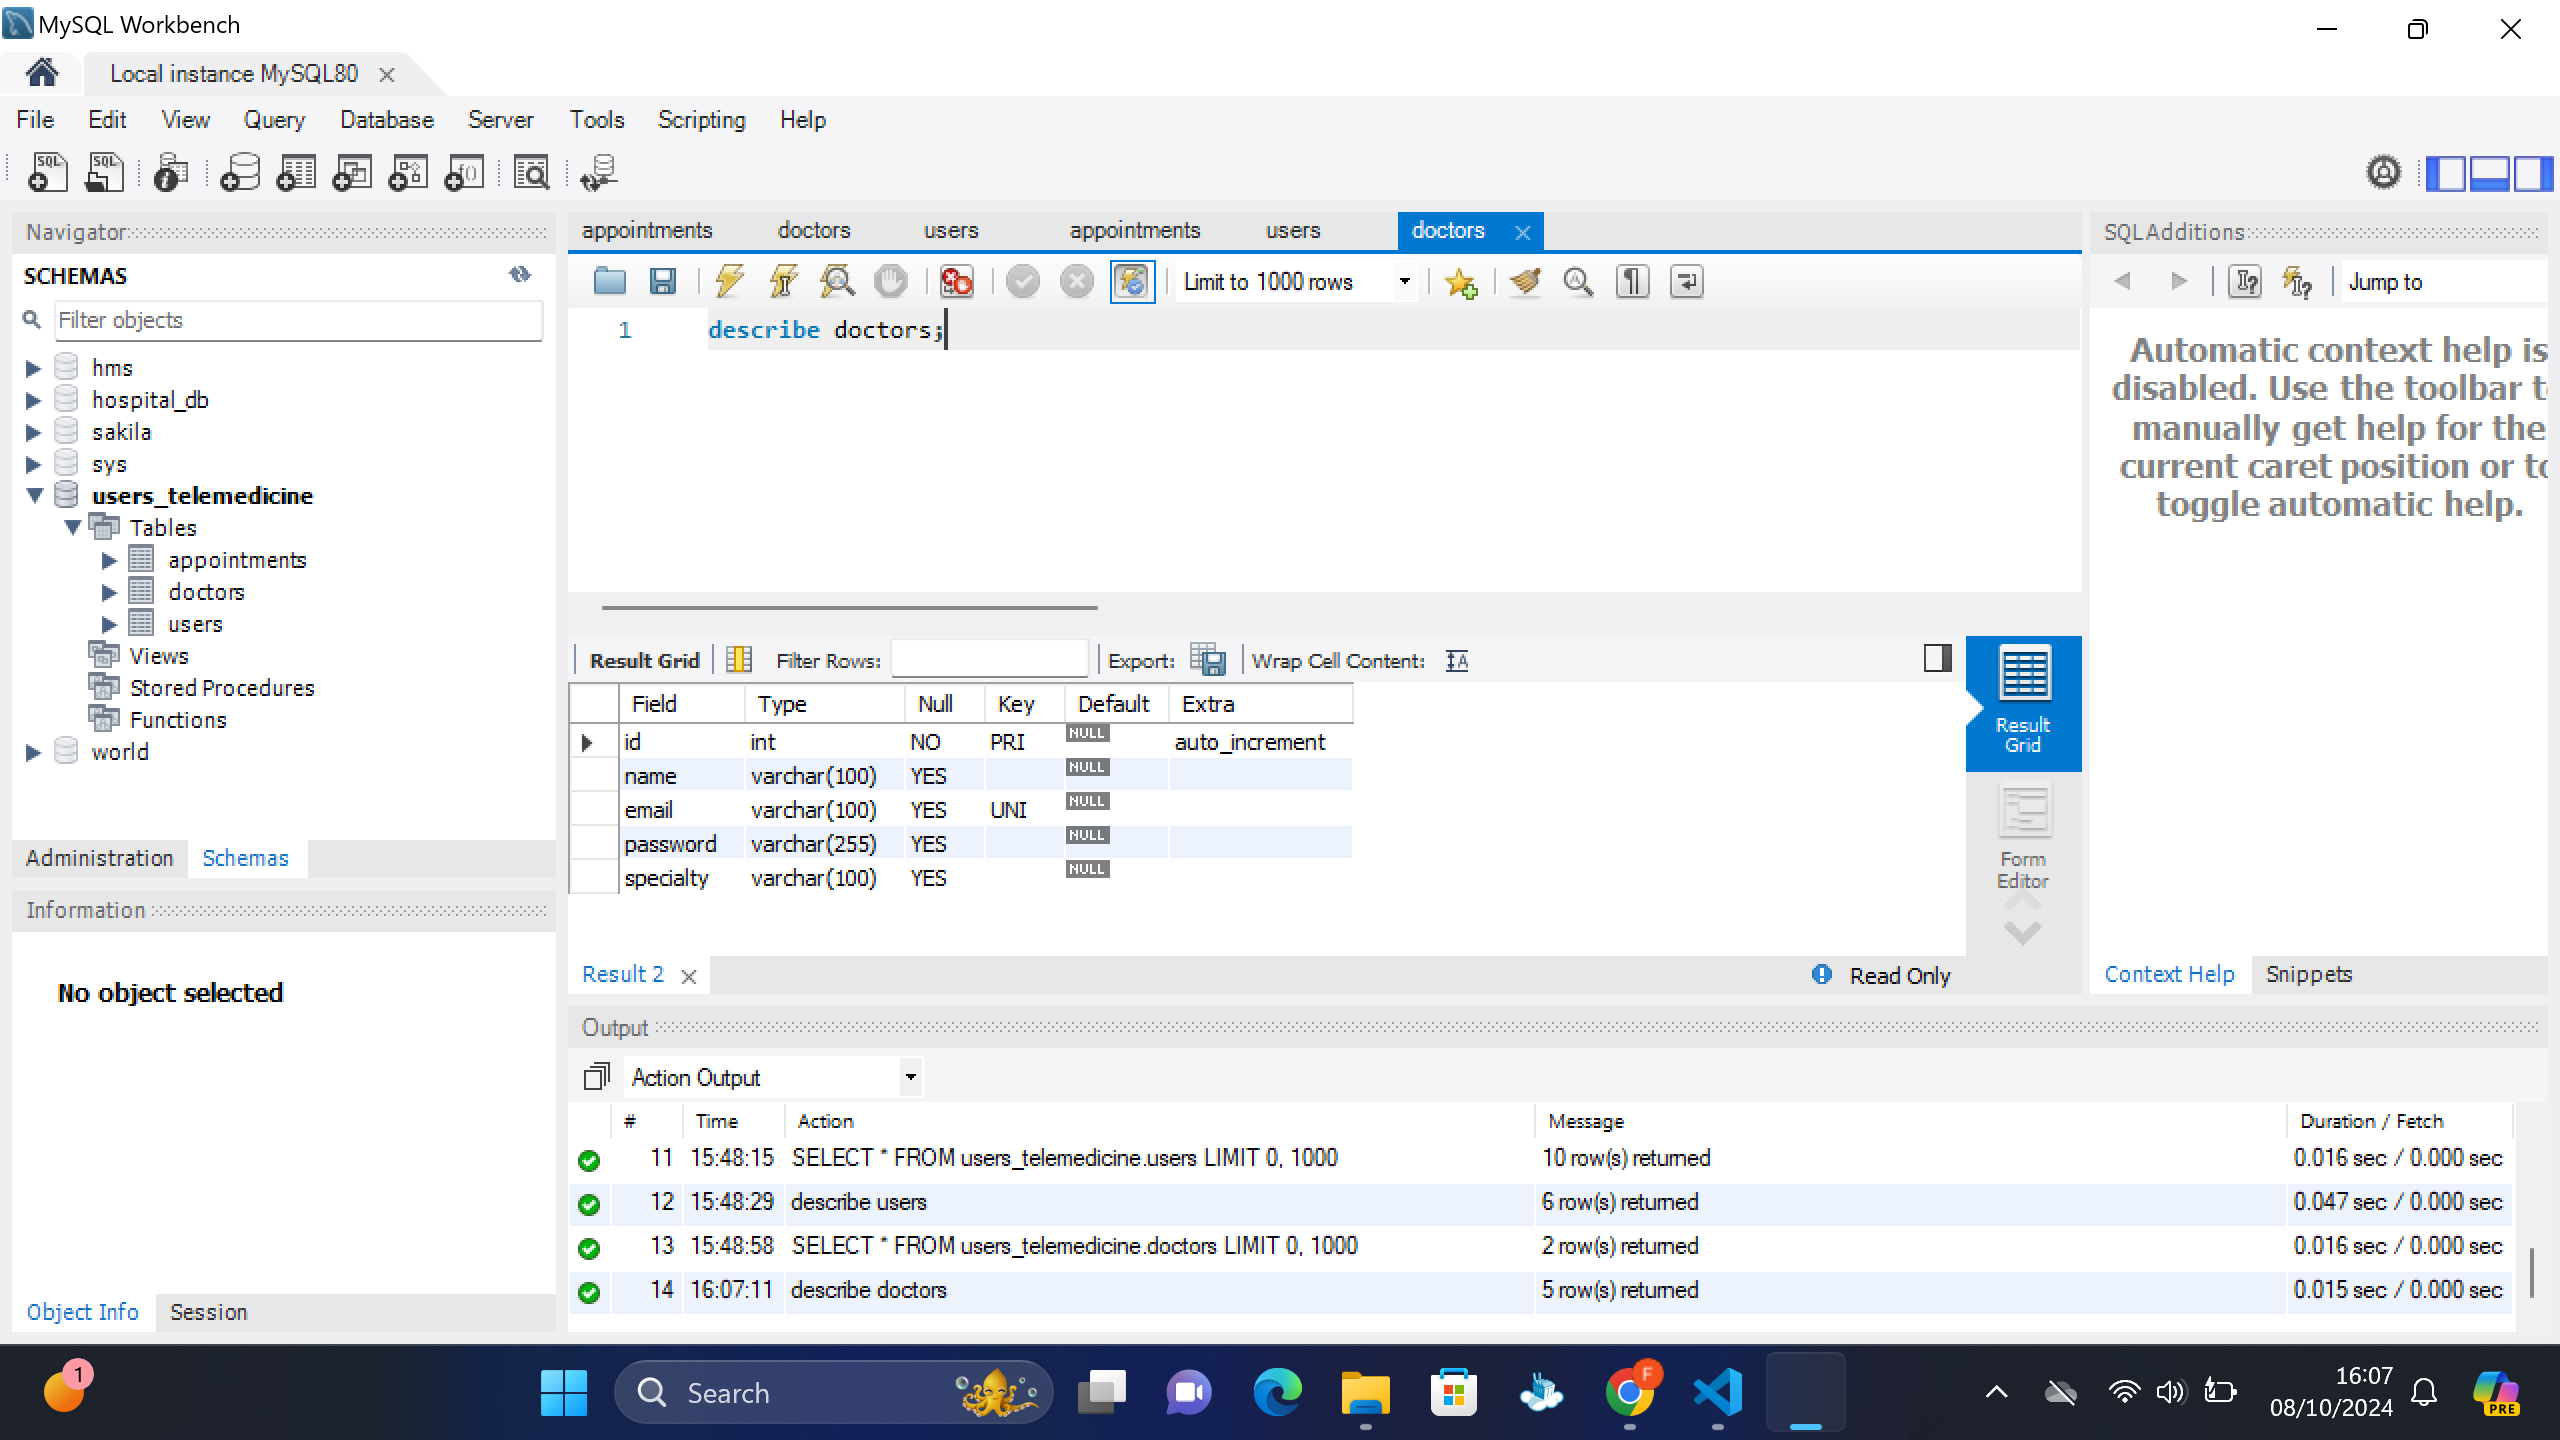 MySQL Workbench
Local instance MySQL80
File Edit View Query Database Server Tools Scripting Help
Navigator
SCHEMAS
Filter objects
hms
hospital_db
sakila
sys
users_telemedicine
Tables
appointments
doctors
users
Views
Stored Procedures
Functions
world
Administration Schemas
Information
No object selected
Object Info Session
appointments doctors users appointments users doctors
Limit to 1000 rows
1 describe doctors;
Result Grid Filter Rows: Export: Wrap Cell Content:
Field Type Null Key Default Extra
id int NO PRI NULL auto_increment
name varchar(100) YES NULL
email varchar(100) YES UNI NULL
password varchar(255) YES NULL
specialty varchar(100) YES NULL
Result
Grid
Form
Editor
Result 2 Read Only
SQLAdditions
Jump to
Automatic context help is
disabled. Use the toolbar t
manually get help for the
current caret position or to
toggle automatic help.
Context Help Snippets
Output
Action Output
# Time Action Message Duration / Fetch
11 15:48:15 SELECT * FROM users_telemedicine.users LIMIT 0, 1000 10 row(s) returned 0.016 sec / 0.000 sec
12 15:48:29 describe users 6 row(s) returned 0.047 sec / 0.000 sec
13 15:48:58 SELECT * FROM users_telemedicine.doctors LIMIT 0, 1000 2 row(s) returned 0.016 sec / 0.000 sec
14 16:07:11 describe doctors 5 row(s) returned 0.015 sec / 0.000 sec
1
Search
F
16:07
08/10/2024
PRE